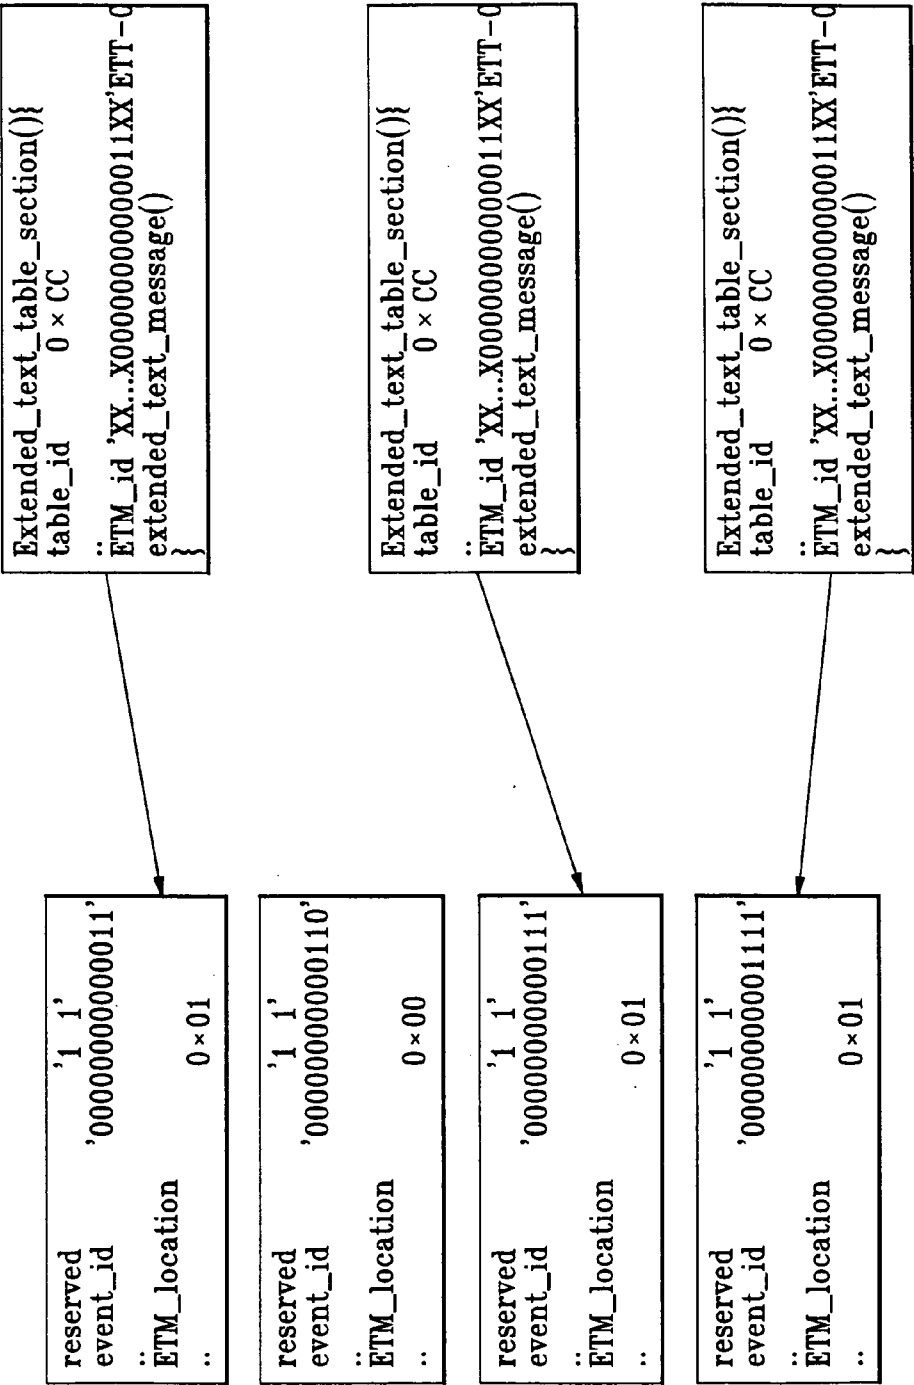 reserved '1 1'
event_id '00000000000011'
..
ETM_location 0×01
..
reserved '1 1'
event_id '00000000000110'
..
ETM_location 0×00
..
reserved '1 1'
event_id '00000000000111'
..
ETM_location 0×01
..
reserved '1 1'
event_id '00000000001111'
..
ETM_location 0×01
..
Extended_text_table_section(){
table_id 0×CC
..
ETM_id 'XX...X00000000000011XX'ETT-0
extended_text_message()
}
Extended_text_table_section(){
table_id 0×CC
..
ETM_id 'XX...X00000000000011XX'ETT-0
extended_text_message()
}
Extended_text_table_section(){
table_id 0×CC
..
ETM_id 'XX...X00000000000011XX'ETT-0
extended_text_message()
}